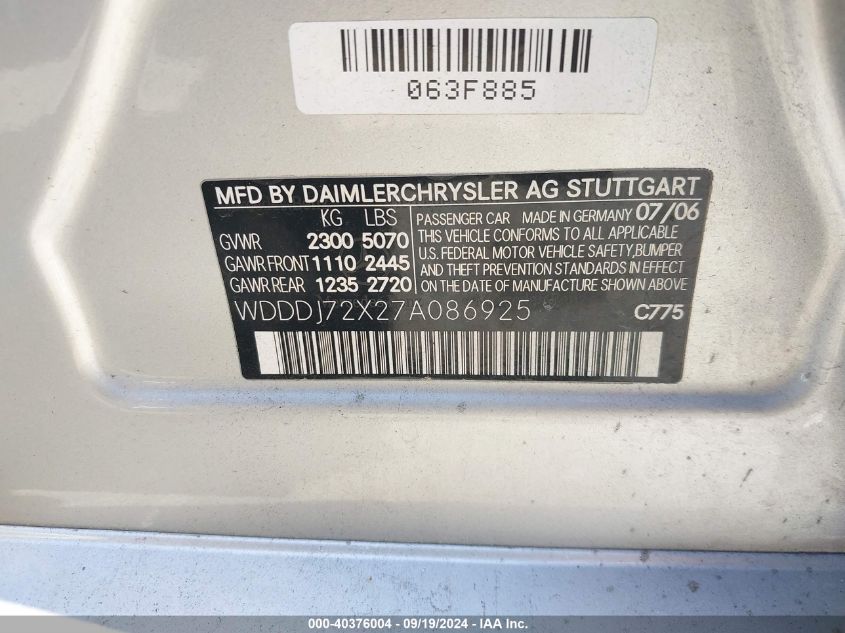 063F885
MFD BY DAIMLERCHRYSLER AG STUTTGART
KG LBS
GVWR 2300 5070
GAWR FRONT 1110 2445
GAWR REAR 1235 2720
PASSENGER CAR MADE IN GERMANY 07/06
THIS VEHICLE CONFORMS TO ALL APPLICABLE
U.S. FEDERAL MOTOR VEHICLE SAFETY,BUMPER
AND THEFT PREVENTION STANDARDS IN EFFECT
ON THE DATE OF MANUFACTURE SHOWN ABOVE.
WDDDJ72X27A086925 C775
000-40376004 - 09/19/2024 - IAAI.COM